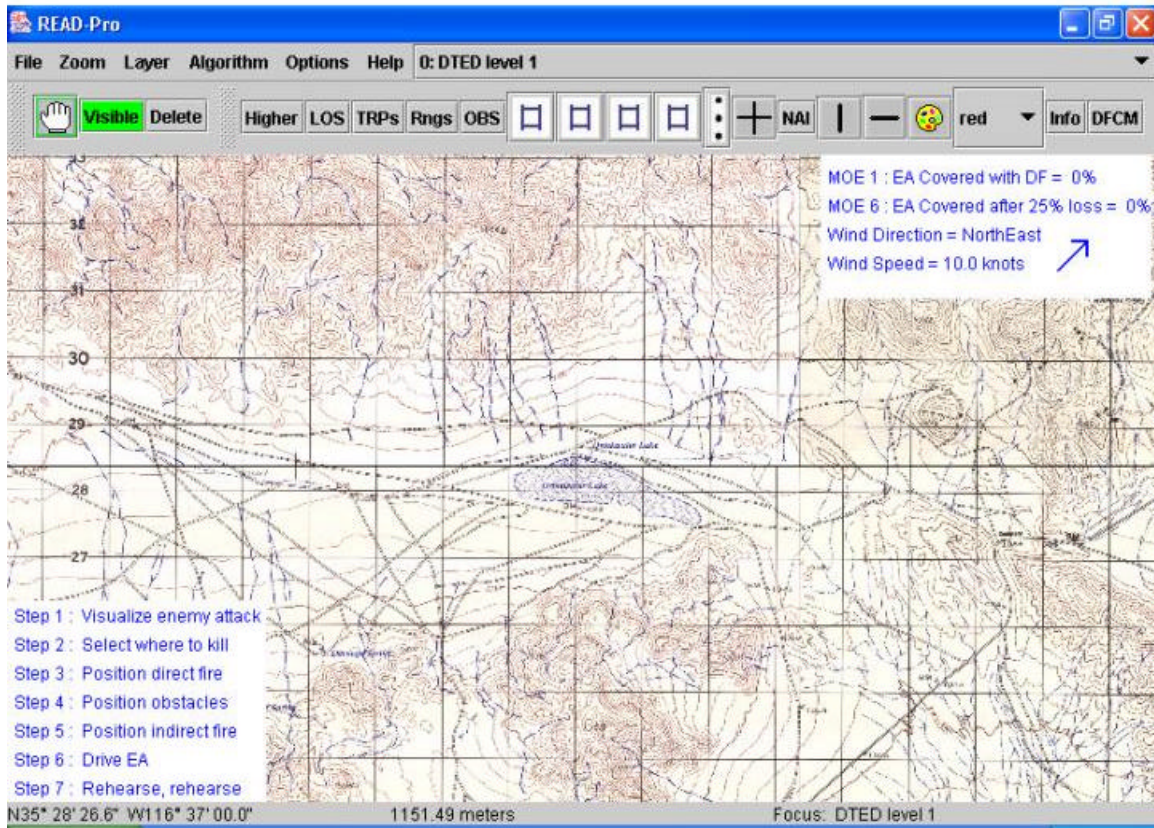 READ-Pro
File Zoom Layer Algorithm Options Help 0: DTED level 1
Visible Delete Higher LOS TRPs Rngs OBS NAI red Info DFCM
MOE 1 : EA Covered with DF = 0%
MOE 6 : EA Covered after 25% loss = 0%
Wind Direction = NorthEast
Wind Speed = 10.0 knots
32
31
30
29
28
27
Step 1 : Visualize enemy attack
Step 2 : Select where to kill
Step 3 : Position direct fire
Step 4 : Position obstacles
Step 5 : Position indirect fire
Step 6 : Drive EA
Step 7 : Rehearse, rehearse
N35° 28' 26.6" W116° 37' 00.0" 1151.49 meters Focus: DTED level 1